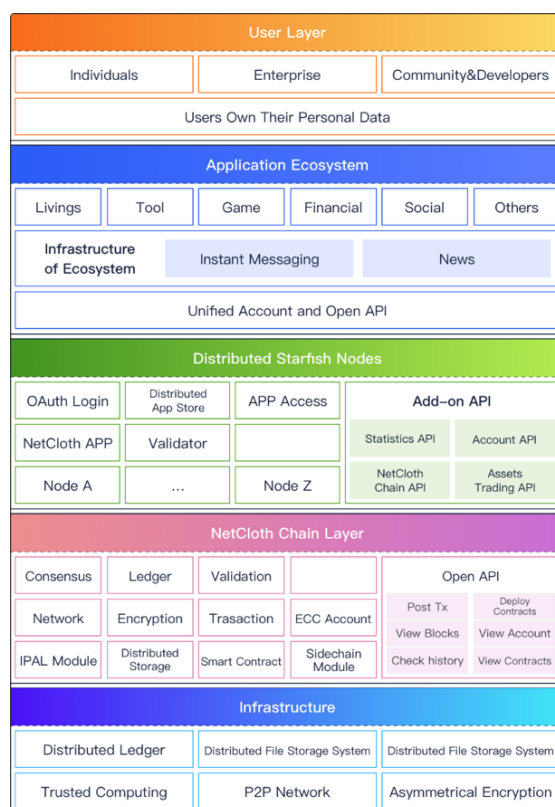 User Layer
Individuals
Enterprise
Community&Developers
Users Own Their Personal Data
Application Ecosystem
Livings
Tool
Game
Financial
Social
Others
Infrastructure
of Ecosystem
Instant Messaging
News
Unified Account and Open API
Distributed Starfish Nodes
OAuth Login
Distributed
App Store
APP Access
NetCloth APP
Validator
Node A
...
Node Z
Add-on API
Statistics API
Account API
NetCloth
Chain API
Assets
Trading API
NetCloth Chain Layer
Consensus
Ledger
Validation
Network
Encryption
Trasaction
ECC Account
IPAL Module
Distributed
Storage
Smart Contract
Sidechain
Module
Open API
Post Tx
Deploy
Contracts
View Blocks
View Account
Check history
View Contracts
Infrastructure
Distributed Ledger
Distributed File Storage System
Distributed File Storage System
Trusted Computing
P2P Network
Asymmetrical Encryption